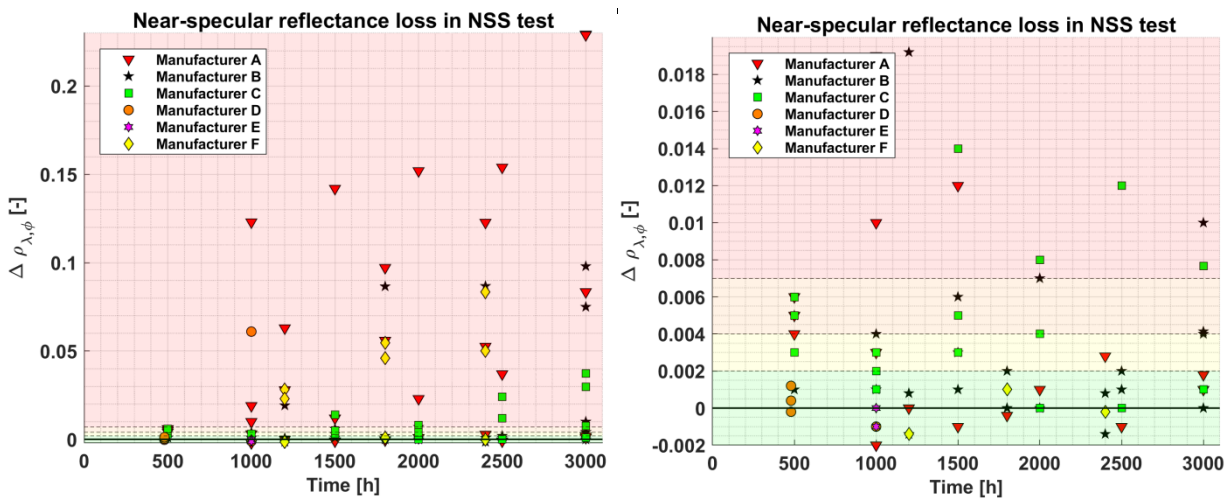 Near-specular reflectance loss in NSS test
Manufacturer A
Manufacturer B
Manufacturer C
Manufacturer D
Manufacturer E
Manufacturer F
0.2
0.15
0.1
0.05
0
Δ ρλ,ϕ [-]
0 500 1000 1500 2000 2500 3000
Time [h]
Near-specular reflectance loss in NSS test
Manufacturer A
Manufacturer B
Manufacturer C
Manufacturer D
Manufacturer E
Manufacturer F
0.018
0.016
0.014
0.012
0.01
0.008
0.006
0.004
0.002
0
-0.002
Δ ρλ,ϕ [-]
0 500 1000 1500 2000 2500 3000
Time [h]